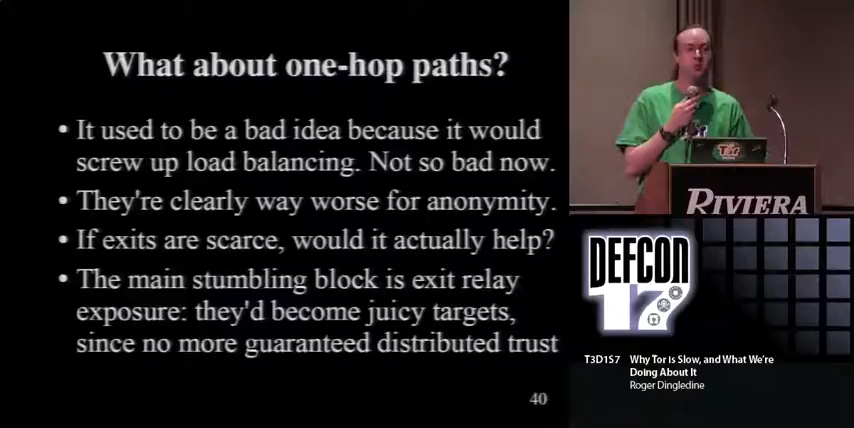 What about one-hop paths?
• It used to be a bad idea because it would
screw up load balancing. Not so bad now.
• They're clearly way worse for anonymity.
• If exits are scarce, would it actually help?
• The main stumbling block is exit relay
exposure: they'd become juicy targets,
since no more guaranteed distributed trust
40
Tor
RIVIERA
DEFCON
17
T3D1S7 Why Tor is Slow, and What We're
Doing About It
Roger Dingledine